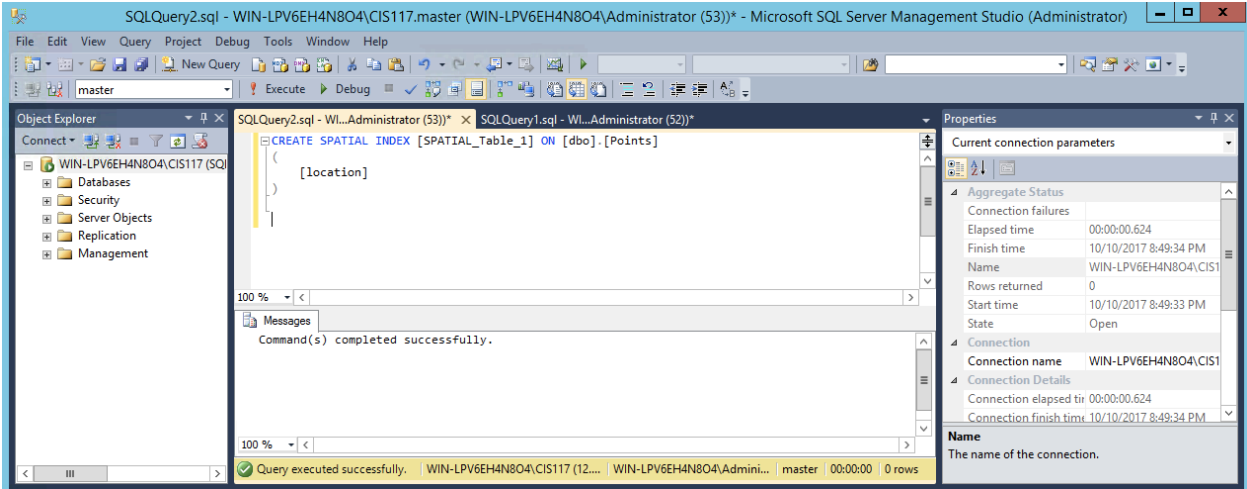 SQLQuery2.sql - WIN-LPV6EH4N8O4\CIS117.master (WIN-LPV6EH4N8O4\Administrator (53))* - Microsoft SQL Server Management Studio (Administrator)
File Edit View Query Project Debug Tools Window Help
New Query
master Execute Debug
Object Explorer
Connect
WIN-LPV6EH4N8O4\CIS117 (SQL
Databases
Security
Server Objects
Replication
Management
SQLQuery2.sql - WI...Administrator (53))* SQLQuery1.sql - WI...Administrator (52))*
CREATE SPATIAL INDEX [SPATIAL_Table_1] ON [dbo].[Points]
(
[location]
)
100 %
Messages
Command(s) completed successfully.
100 %
Query executed successfully. WIN-LPV6EH4N8O4\CIS117 (12.... WIN-LPV6EH4N8O4\Admini... master 00:00:00 0 rows
Properties
Current connection parameters
Aggregate Status
Connection failures
Elapsed time 00:00:00.624
Finish time 10/10/2017 8:49:34 PM
Name WIN-LPV6EH4N8O4\CIS1
Rows returned 0
Start time 10/10/2017 8:49:33 PM
State Open
Connection
Connection name WIN-LPV6EH4N8O4\CIS1
Connection Details
Connection elapsed tir 00:00:00.624
Connection finish time 10/10/2017 8:49:34 PM
Name
The name of the connection.